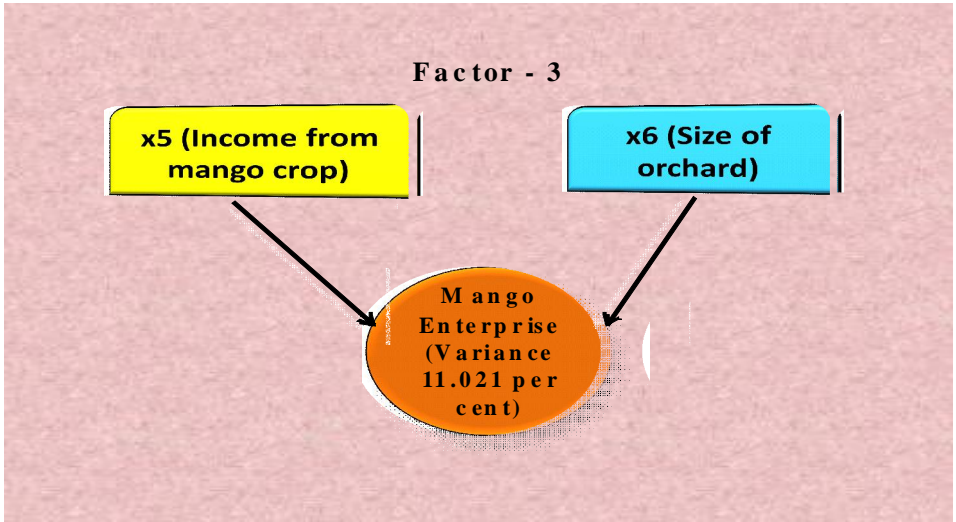 Factor - 3
x5 (Income from
mango crop)
x6 (Size of
orchard)
Mango
Enterprise
(Variance
11.021 per
cent)